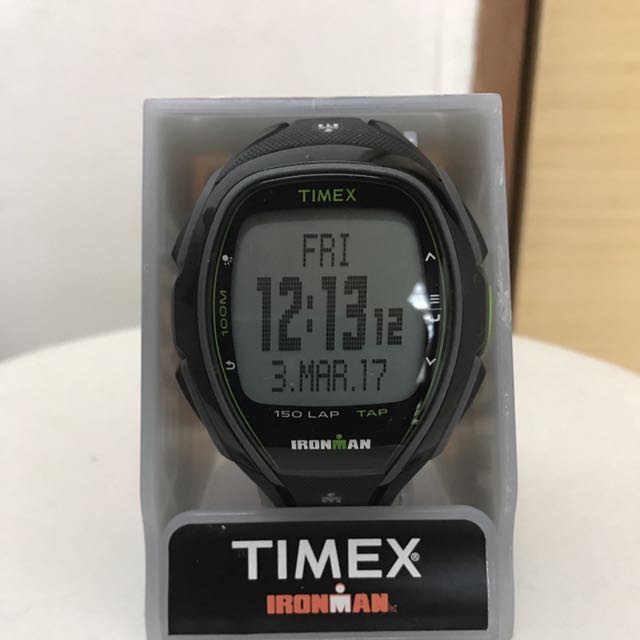 TIMEX
FRI
100M
12:13 12
3.MAR.17
150 LAP TAP
IRONMAN
TIMEX®
IRONMAN